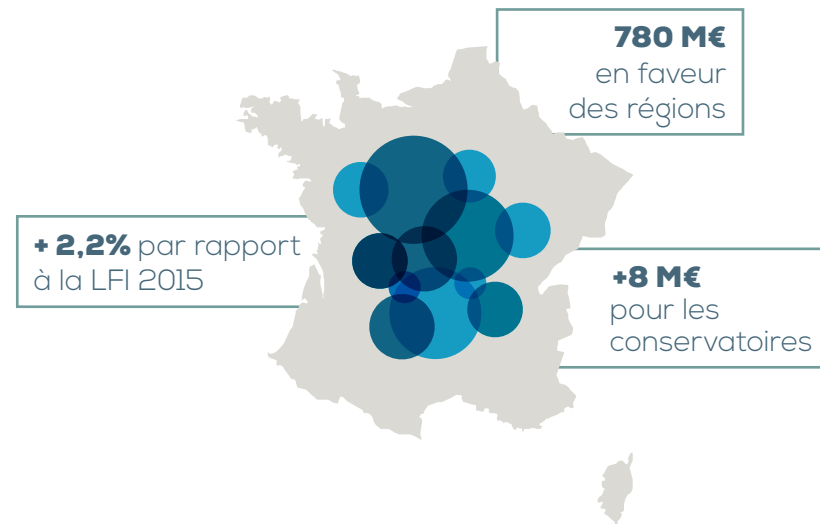 780 M€
en faveur
des régions
+ 2,2% par rapport
à la LFI 2015
+8 M€
pour les
conservatoires